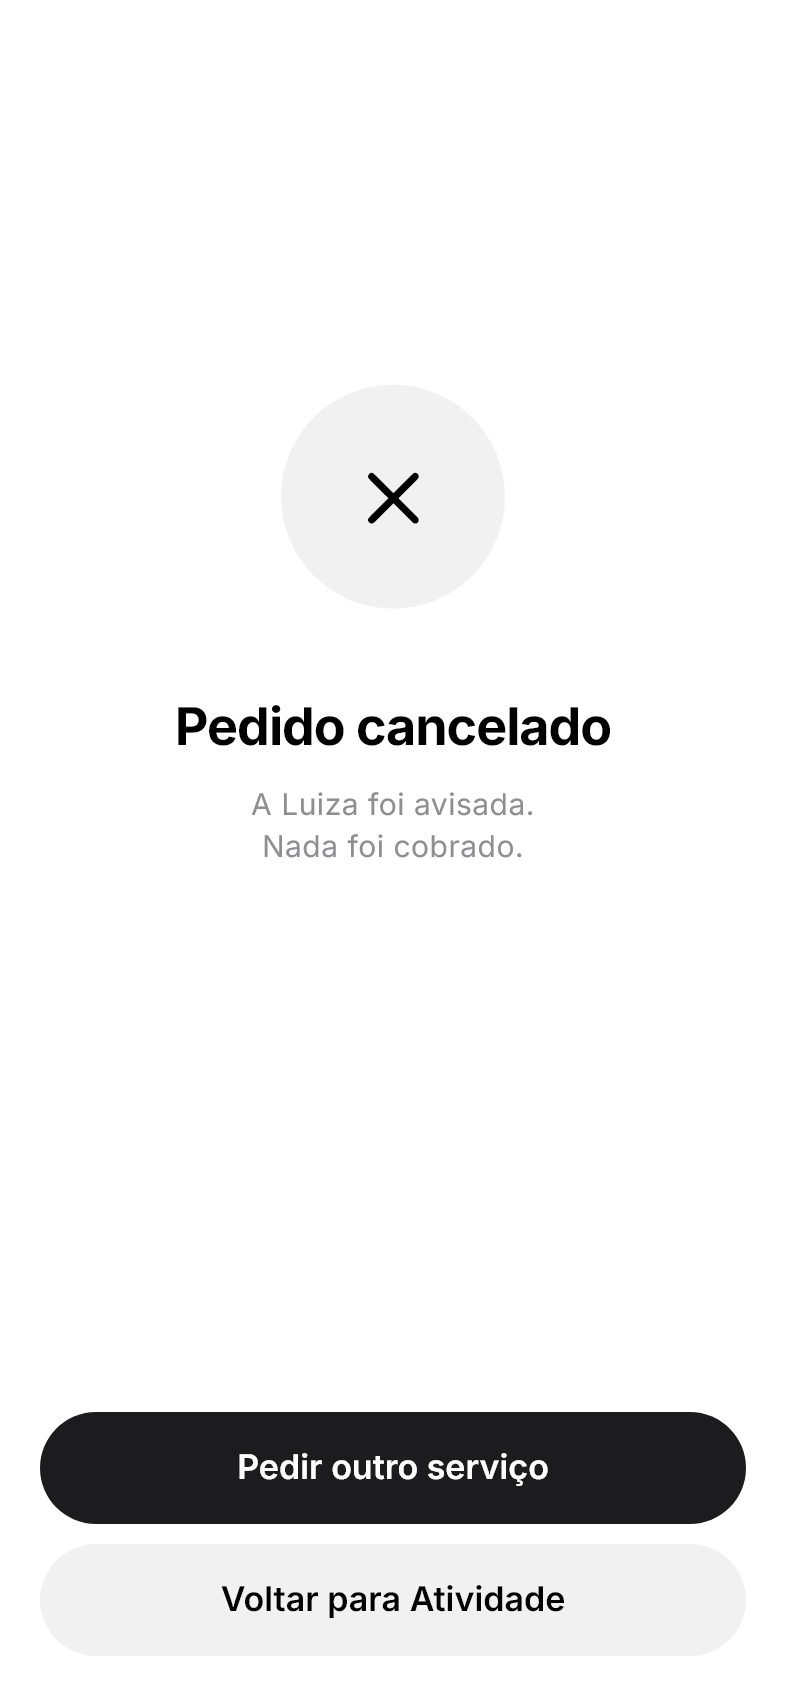 Pedido cancelado
A Luiza foi avisada.
Nada foi cobrado.
Pedir outro serviço
Voltar para Atividade